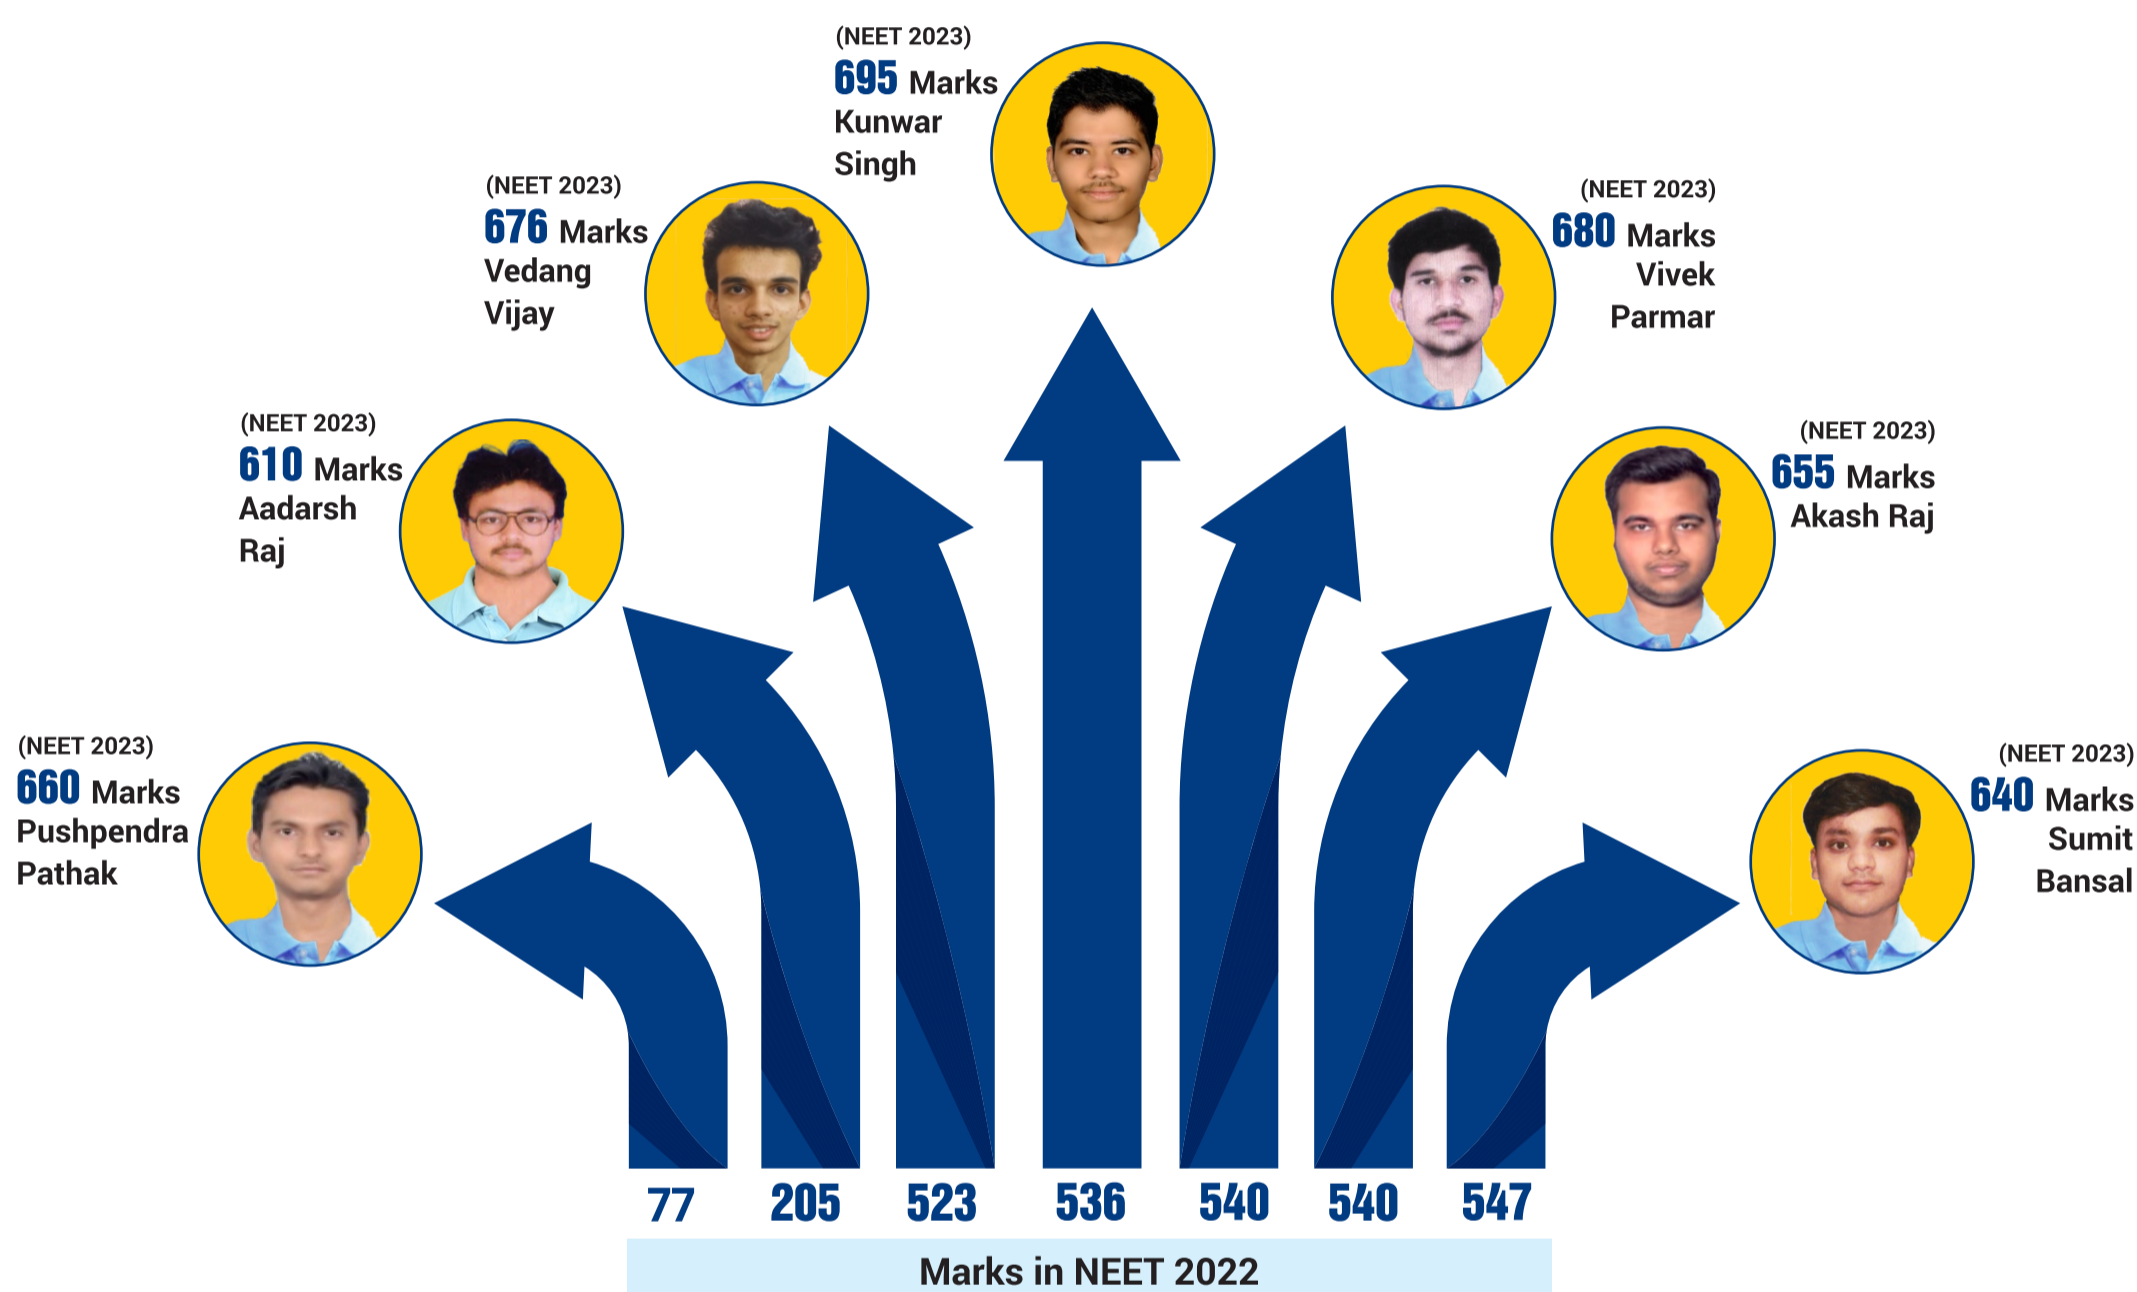 (NEET 2023)
695 Marks
Kunwar
Singh
(NEET 2023)
676 Marks
Vedang
Vijay
(NEET 2023)
680 Marks
Vivek
Parmar
(NEET 2023)
610 Marks
Aadarsh
Raj
(NEET 2023)
655 Marks
Akash Raj
(NEET 2023)
660 Marks
Pushpendra
Pathak
(NEET 2023)
640 Marks
Sumit
Bansal
77 205 523 536 540 540 547
Marks in NEET 2022